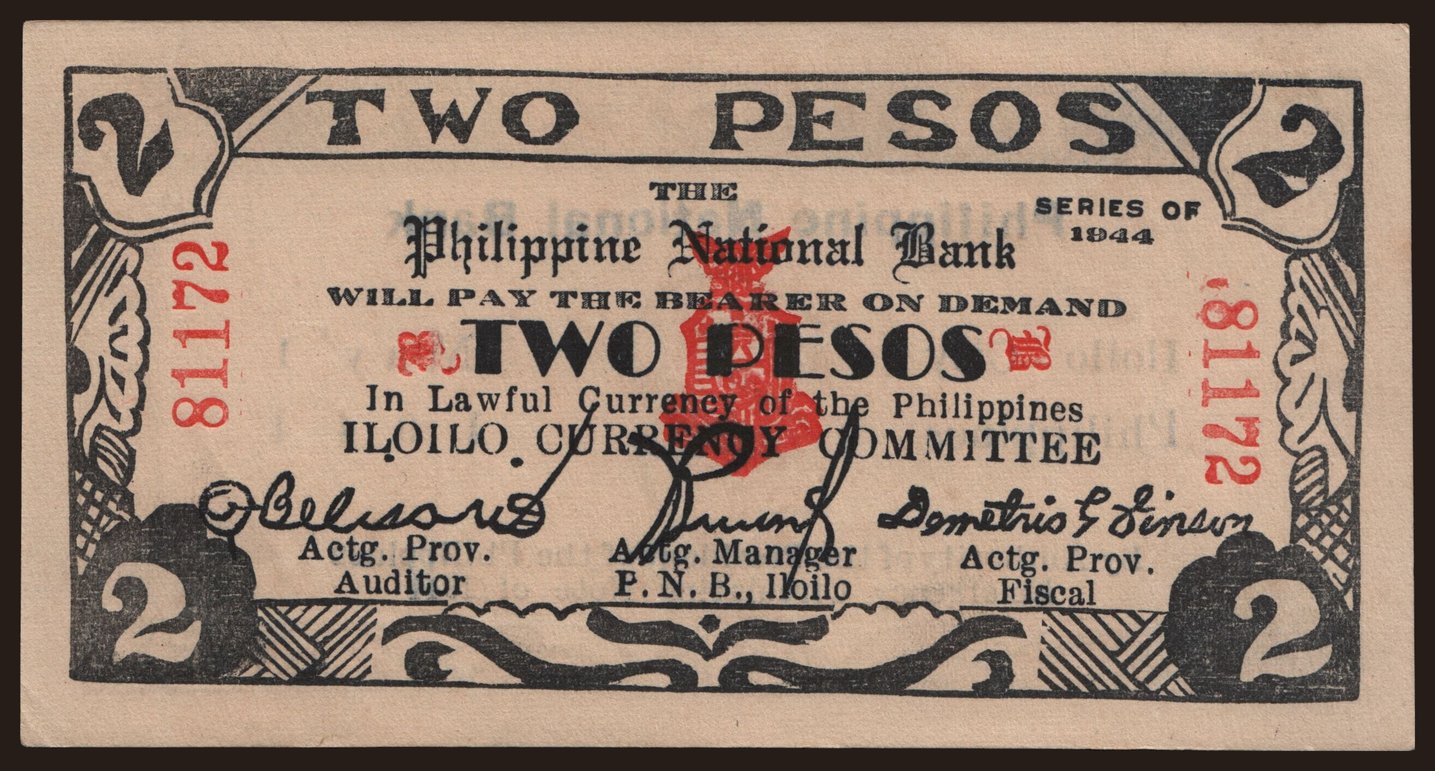 2 TWO PESOS 2
THE
SERIES OF
1944
Philippine National Bank
WILL PAY THE BEARER ON DEMAND
B TWO PESOS B
In Lawful Currency of the Philippines
ILOILO CURRENCY COMMITTEE
81172
81172
Demetrio
Actg. Prov.
Auditor
Actg. Manager
P. N. B., Iloilo
Actg. Prov.
Fiscal
2
2